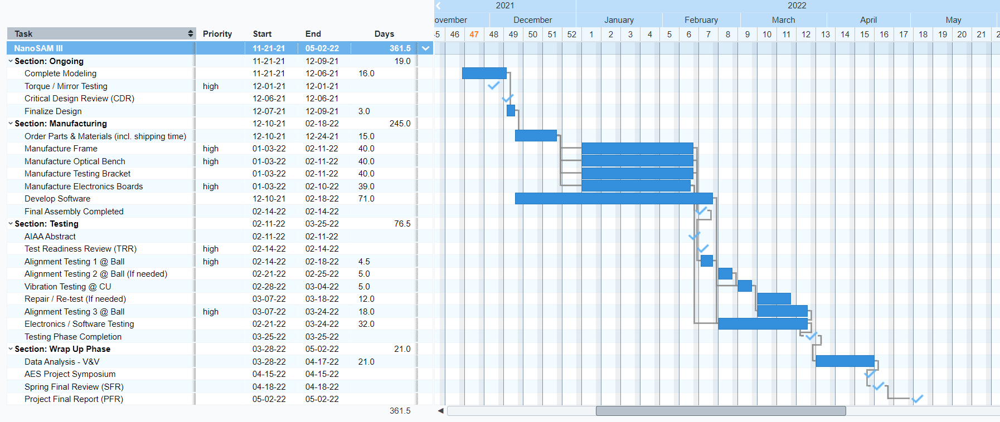 2021 2022
ovember December January February March April May
Task Priority Start End Days
-5 46 47 48 49 50 51 52 1 2 3 4 5 6 7 8 9 10 11 12 13 14 15 16 17 18 19 20 21 2
NanoSAM III 11-21-21 05-02-22 361.5
Section: Ongoing 11-21-21 12-09-21 19.0
Complete Modeling 11-21-21 12-06-21 16.0
Torque / Mirror Testing high 12-01-21 12-01-21
Critical Design Review (CDR) 12-06-21 12-06-21
Finalize Design 12-07-21 12-09-21 3.0
Section: Manufacturing 12-10-21 02-18-22 245.0
Order Parts & Materials (incl. shipping time) 12-10-21 12-24-21 15.0
Manufacture Frame high 01-03-22 02-11-22 40.0
Manufacture Optical Bench high 01-03-22 02-11-22 40.0
Manufacture Testing Bracket 01-03-22 02-11-22 40.0
Manufacture Electronics Boards high 01-03-22 02-10-22 39.0
Develop Software 12-10-21 02-18-22 71.0
Final Assembly Completed 02-14-22 02-14-22
Section: Testing 02-11-22 03-25-22 76.5
AIAA Abstract 02-11-22 02-11-22
Test Readiness Review (TRR) high 02-14-22 02-14-22
Alignment Testing 1 @ Ball high 02-14-22 02-18-22 4.5
Alignment Testing 2 @ Ball (If needed) 02-21-22 02-25-22 5.0
Vibration Testing @ CU 02-28-22 03-04-22 5.0
Repair / Re-test (If needed) 03-07-22 03-18-22 12.0
Alignment Testing 3 @ Ball high 03-07-22 03-24-22 18.0
Electronics / Software Testing 02-21-22 03-24-22 32.0
Testing Phase Completion 03-25-22 03-25-22
Section: Wrap Up Phase 03-28-22 05-02-22 21.0
Data Analysis - V&V 03-28-22 04-17-22 21.0
AES Project Symposium 04-15-22 04-15-22
Spring Final Review (SFR) 04-18-22 04-18-22
Project Final Report (PFR) 05-02-22 05-02-22
361.5